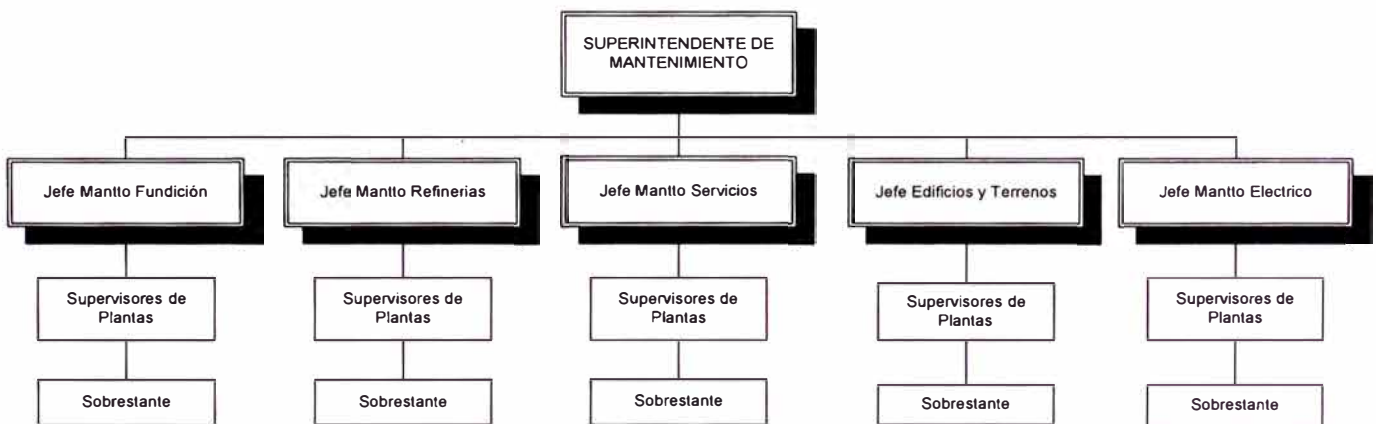 SUPERINTENDENTE DE
MANTENIMIENTO
Jefe Mantto Fundición
Jefe Mantto Refinerias
Jefe Mantto Servicios
Jefe Edificios y Terrenos
Jefe Mantto Electrico
Supervisores de
Plantas
Supervisores de
Plantas
Supervisores de
Plantas
Supervisores de
Plantas
Supervisores de
Plantas
Sobrestante
Sobrestante
Sobrestante
Sobrestante
Sobrestante